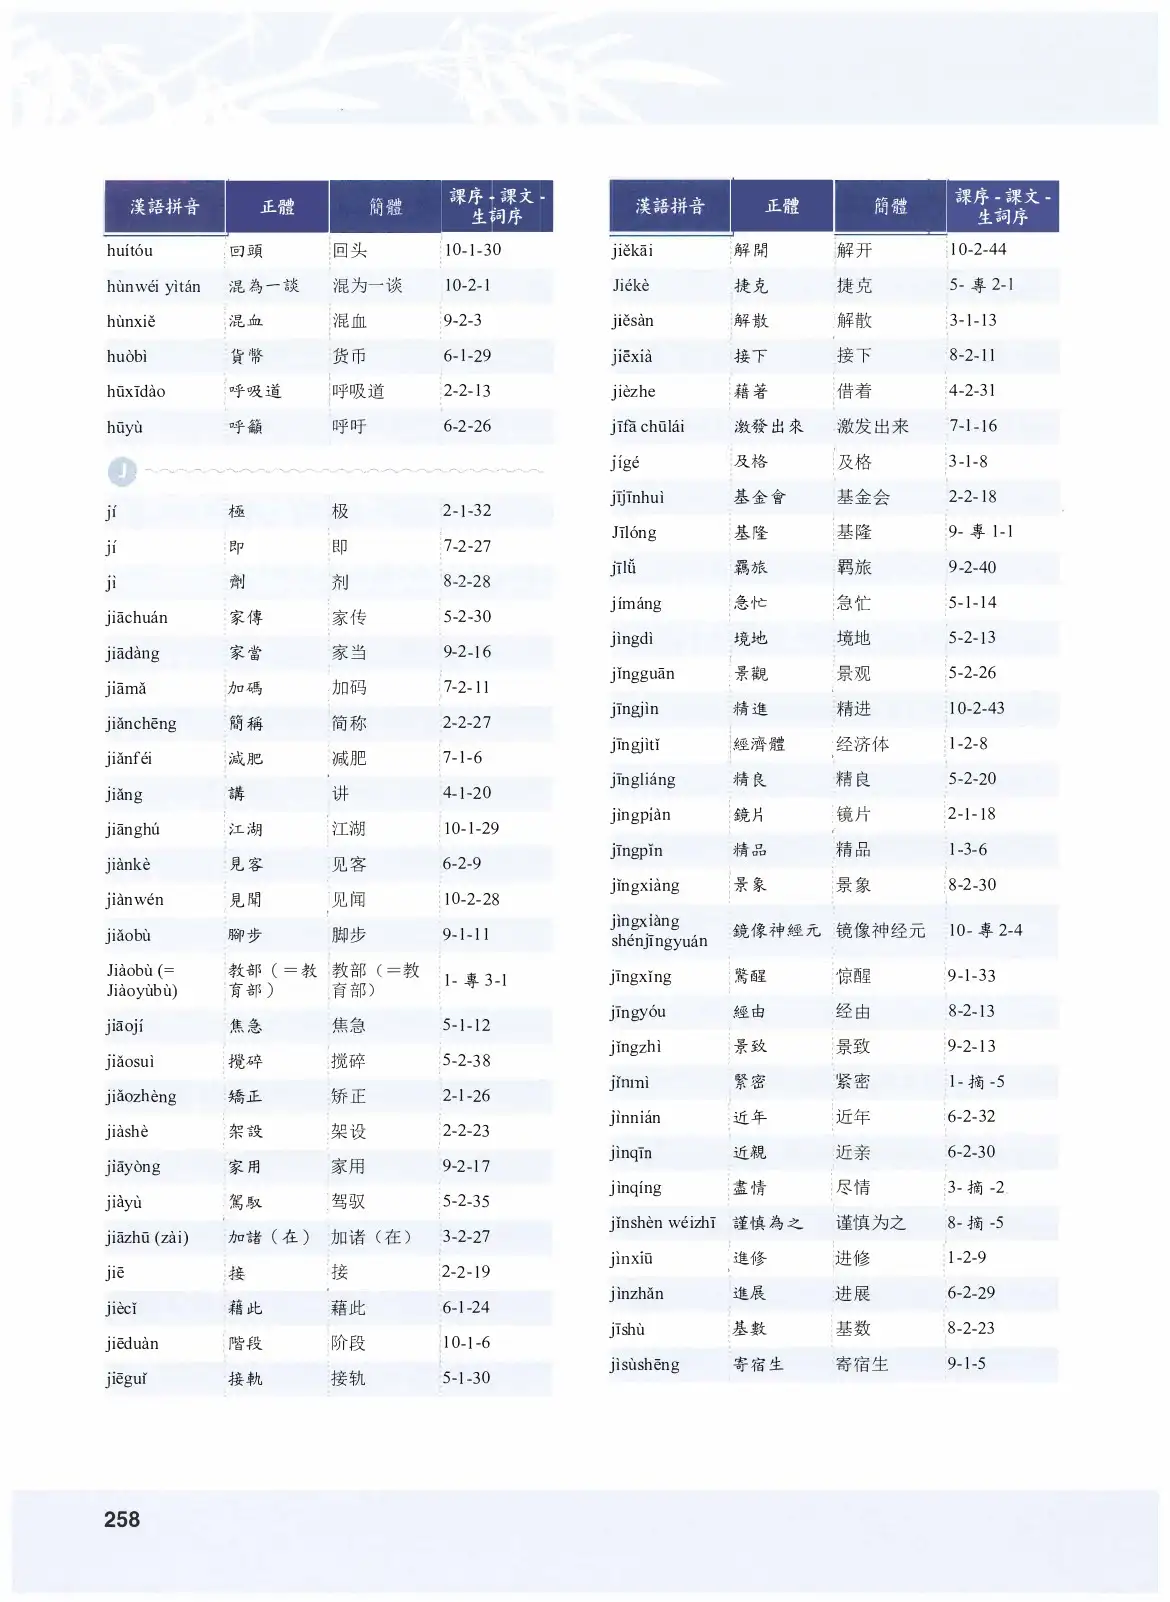 漢語拼音 正體 簡體 課序 - 課文 - 生詞序
huítóu 回頭 回头 10-1-30
hùnwéi yìtán 混為一談 混为一谈 10-2-1
hùnxiě 混血 混血 9-2-3
huòbì 貨幣 货币 6-1-29
hūxīdào 呼吸道 呼吸道 2-2-13
hūyù 呼籲 呼吁 6-2-26
J
jí 極 极 2-1-32
jí 即 即 7-2-27
jì 劑 剂 8-2-28
jiāchuán 家傳 家传 5-2-30
jiādàng 家當 家当 9-2-16
jiāmǎ 加碼 加码 7-2-11
jiǎnchēng 簡稱 简称 2-2-27
jiǎnféi 減肥 减肥 7-1-6
jiǎng 講 讲 4-1-20
jiānghú 江湖 江湖 10-1-29
jiànkè 見客 见客 6-2-9
jiànwén 見聞 见闻 10-2-28
jiǎobù 腳步 脚步 9-1-11
Jiàobù (= Jiàoyùbù) 教部（＝教育部） 教部（＝教育部） 1- 專 3-1
jiāojí 焦急 焦急 5-1-12
jiǎosuì 攪碎 搅碎 5-2-38
jiǎozhèng 矯正 矫正 2-1-26
jiàshè 架設 架设 2-2-23
jiāyòng 家用 家用 9-2-17
jiàyù 駕馭 驾驭 5-2-35
jiāzhū (zài) 加諸（在） 加诸（在） 3-2-27
jiē 接 接 2-2-19
jiècǐ 藉此 藉此 6-1-24
jiēduàn 階段 阶段 10-1-6
jiēguǐ 接軌 接轨 5-1-30
漢語拼音 正體 簡體 課序 - 課文 - 生詞序
jiěkāi 解開 解开 10-2-44
Jiékè 捷克 捷克 5- 專 2-1
jiěsàn 解散 解散 3-1-13
jiēxià 接下 接下 8-2-11
jièzhe 藉著 借着 4-2-31
jīfā chūlái 激發出來 激发出来 7-1-16
jígé 及格 及格 3-1-8
jījīnhuì 基金會 基金会 2-2-18
Jīlóng 基隆 基隆 9- 專 1-1
jīlǚ 羈旅 羁旅 9-2-40
jímáng 急忙 急忙 5-1-14
jìngdì 境地 境地 5-2-13
jǐngguān 景觀 景观 5-2-26
jīngjìn 精進 精进 10-2-43
jīngjìtǐ 經濟體 经济体 1-2-8
jīngliáng 精良 精良 5-2-20
jìngpiàn 鏡片 镜片 2-1-18
jīngpǐn 精品 精品 1-3-6
jǐngxiàng 景象 景象 8-2-30
jìngxiàng shénjīngyuán 鏡像神經元 镜像神经元 10- 專 2-4
jīngxǐng 驚醒 惊醒 9-1-33
jīngyóu 經由 经由 8-2-13
jǐngzhì 景致 景致 9-2-13
jǐnmì 緊密 紧密 1- 摘 -5
jìnnián 近年 近年 6-2-32
jìnqīn 近親 近亲 6-2-30
jìnqíng 盡情 尽情 3- 摘 -2
jǐnshèn wéizhī 謹慎為之 谨慎为之 8- 摘 -5
jìnxiū 進修 进修 1-2-9
jìnzhǎn 進展 进展 6-2-29
jīshù 基數 基数 8-2-23
jìsùshēng 寄宿生 寄宿生 9-1-5
258